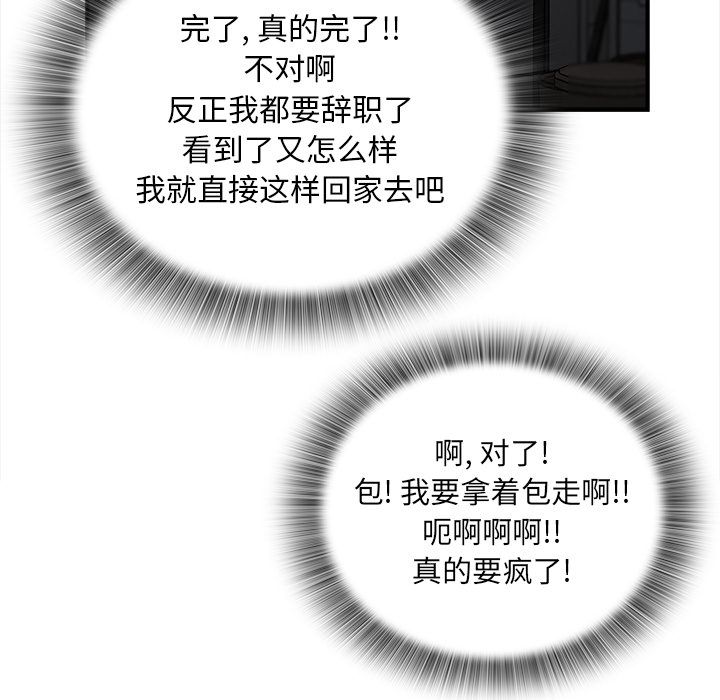 完了, 真的完了!!
不对啊
反正我都要辞职了
看到了又怎么样
我就直接这样回家去吧
啊, 对了!
包! 我要拿着包走啊!!
呃啊啊啊!!
真的要疯了!